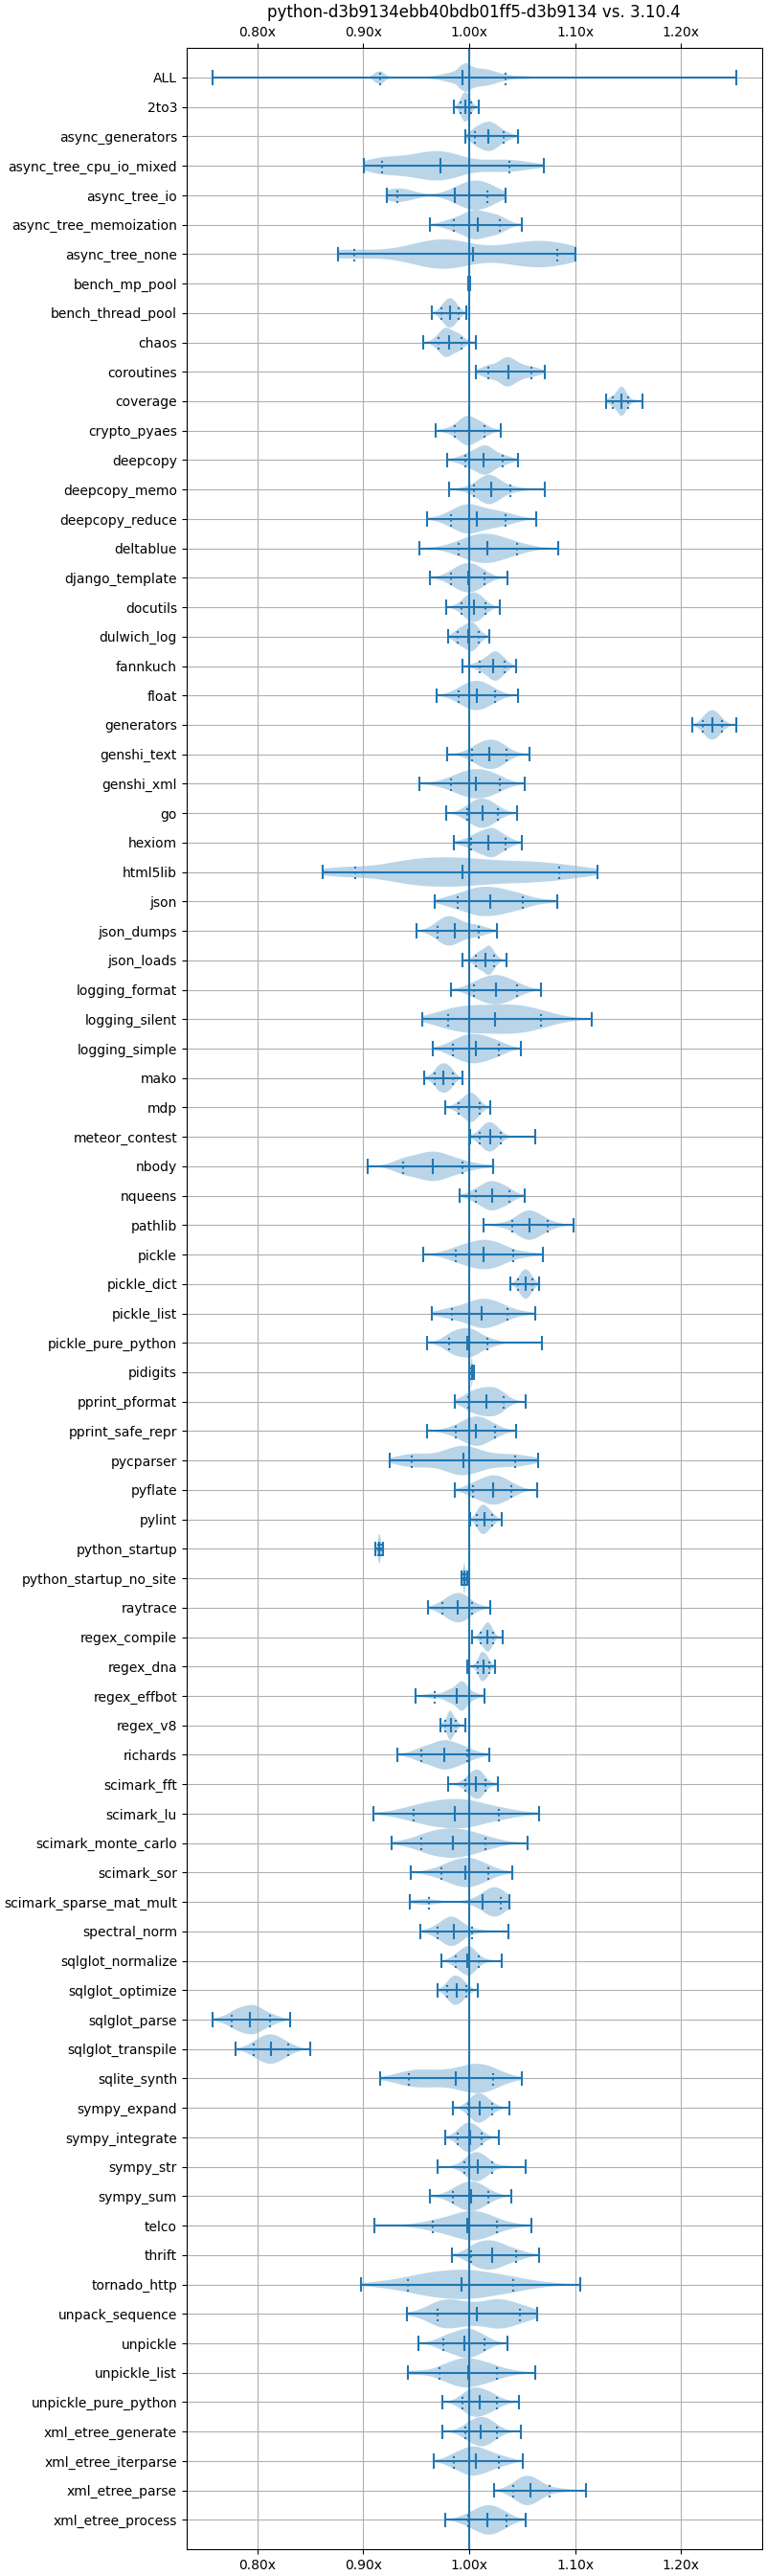 python-d3b9134ebb40bdb01ff5-d3b9134 vs. 3.10.4
0.80x 0.90x 1.00x 1.10x 1.20x
ALL
2to3
async_generators
async_tree_cpu_io_mixed
async_tree_io
async_tree_memoization
async_tree_none
bench_mp_pool
bench_thread_pool
chaos
coroutines
coverage
crypto_pyaes
deepcopy
deepcopy_memo
deepcopy_reduce
deltablue
django_template
docutils
dulwich_log
fannkuch
float
generators
genshi_text
genshi_xml
go
hexiom
html5lib
json
json_dumps
json_loads
logging_format
logging_silent
logging_simple
mako
mdp
meteor_contest
nbody
nqueens
pathlib
pickle
pickle_dict
pickle_list
pickle_pure_python
pidigits
pprint_pformat
pprint_safe_repr
pycparser
pyflate
pylint
python_startup
python_startup_no_site
raytrace
regex_compile
regex_dna
regex_effbot
regex_v8
richards
scimark_fft
scimark_lu
scimark_monte_carlo
scimark_sor
scimark_sparse_mat_mult
spectral_norm
sqlglot_normalize
sqlglot_optimize
sqlglot_parse
sqlglot_transpile
sqlite_synth
sympy_expand
sympy_integrate
sympy_str
sympy_sum
telco
thrift
tornado_http
unpack_sequence
unpickle
unpickle_list
unpickle_pure_python
xml_etree_generate
xml_etree_iterparse
xml_etree_parse
xml_etree_process
0.80x 0.90x 1.00x 1.10x 1.20x